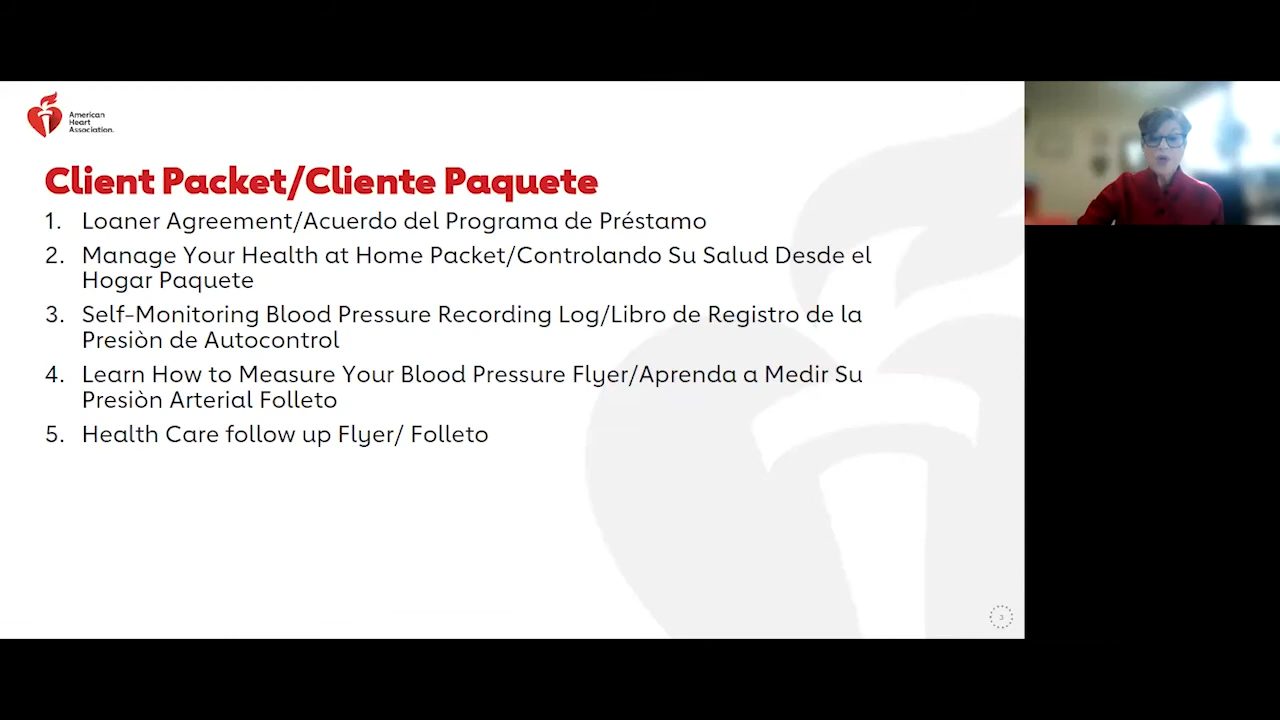 American
Heart
Association.
Client Packet/Cliente Paquete
1. Loaner Agreement/Acuerdo del Programa de Préstamo
2. Manage Your Health at Home Packet/Controlando Su Salud Desde el
Hogar Paquete
3. Self-Monitoring Blood Pressure Recording Log/Libro de Registro de la
Presiòn de Autocontrol
4. Learn How to Measure Your Blood Pressure Flyer/Aprenda a Medir Su
Presiòn Arterial Folleto
5. Health Care follow up Flyer/ Folleto
3